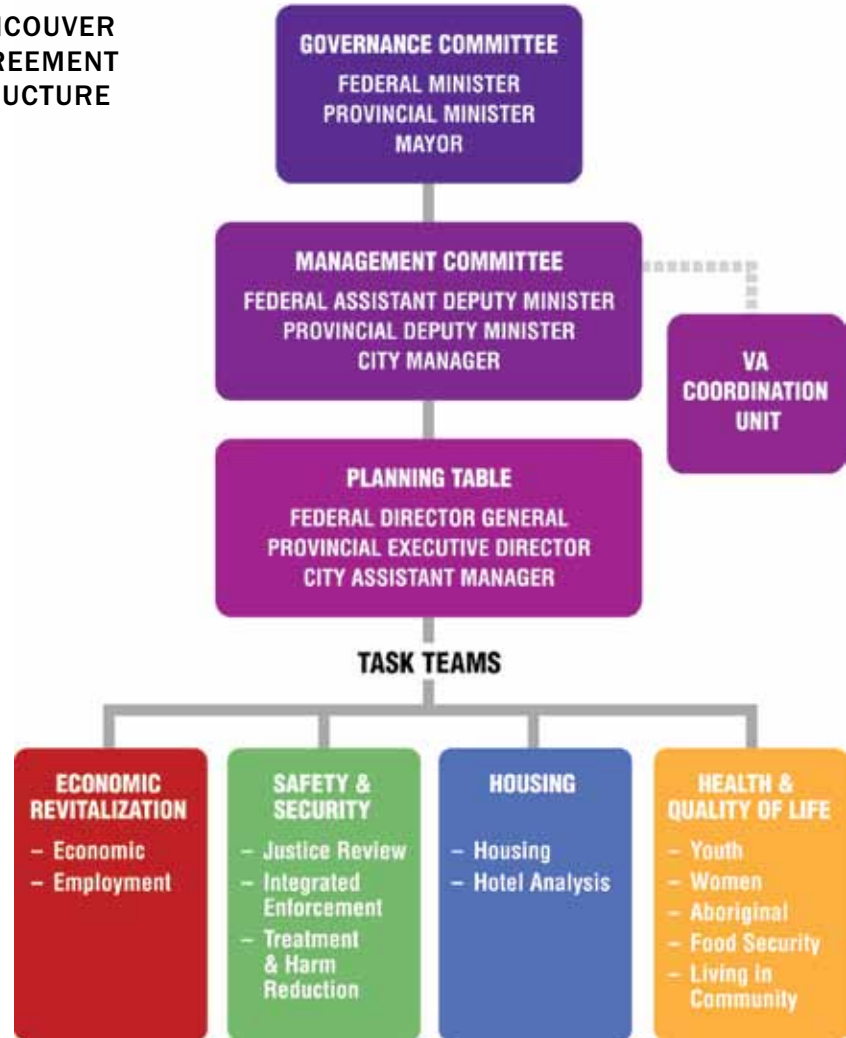 NCOUVER
REEMENT
UCTURE
GOVERNANCE COMMITTEE
FEDERAL MINISTER
PROVINCIAL MINISTER
MAYOR
MANAGEMENT COMMITTEE
FEDERAL ASSISTANT DEPUTY MINISTER
PROVINCIAL DEPUTY MINISTER
CITY MANAGER
VA
COORDINATION
UNIT
PLANNING TABLE
FEDERAL DIRECTOR GENERAL
PROVINCIAL EXECUTIVE DIRECTOR
CITY ASSISTANT MANAGER
TASK TEAMS
ECONOMIC
REVITALIZATION
– Economic
– Employment
SAFETY &
SECURITY
– Justice Review
– Integrated
Enforcement
– Treatment
& Harm
Reduction
HOUSING
– Housing
– Hotel Analysis
HEALTH &
QUALITY OF LIFE
– Youth
– Women
– Aboriginal
– Food Security
– Living in
Community